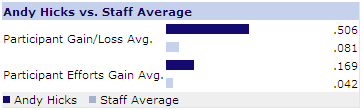 Andy Hicks vs. Staff Average
Participant Gain/Loss Avg. .506
.081
Participant Efforts Gain Avg. .169
.042
Andy Hicks Staff Average